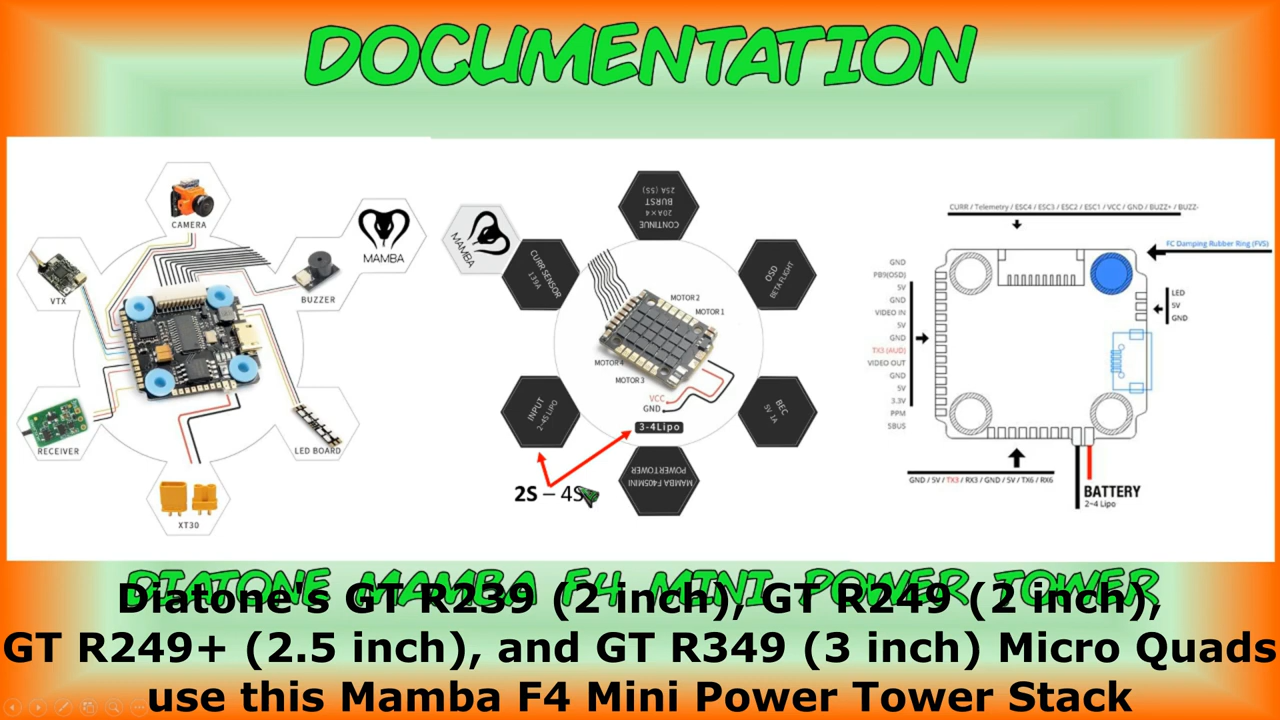 DOCUMENTATION
CAMERA
VTX
MAMBA
BUZZER
RECEIVER
LED BOARD
XT30
MAMBA
CONTINUE
20A×4
BURST
25A (5S)
CURR SENSOR
139A
OSD
BETA FLIGHT
MOTOR 2
MOTOR 1
MOTOR 4
MOTOR 3
VCC
GND
3-4Lipo
INPUT
2-4S LIPO
BEC
5V 1A
MAMBA F405MINI
POWERTOWER
2S – 4S
CURR / Telemetry / ESC4 / ESC3 / ESC2 / ESC1 / VCC / GND / BUZZ+ / BUZZ-
FC Damping Rubber Ring (FVS)
GND
PB9(OSD)
5V
GND
VIDEO IN
5V
GND
TX3 (AUD)
VIDEO OUT
GND
5V
3.3V
PPM
SBUS
LED
5V
GND
GND / 5V / TX3 / RX3 / GND / 5V / TX6 / RX6
BATTERY
2~4 Lipo
DIATONE MAMBA F4 MINI POWER TOWER
Diatone's GT R239 (2 inch), GT R249 (2 inch),
GT R249+ (2.5 inch), and GT R349 (3 inch) Micro Quads
use this Mamba F4 Mini Power Tower Stack